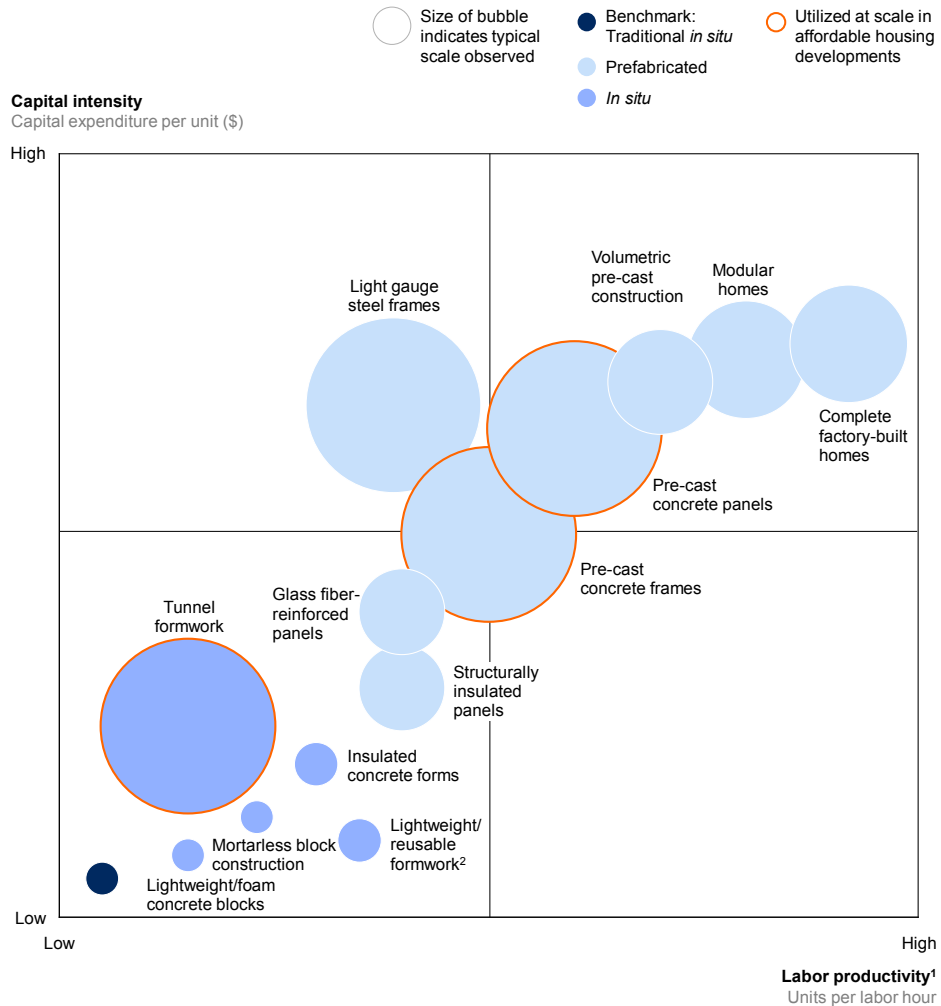 Size of bubble
indicates typical
scale observed
Benchmark:
Traditional in situ
Prefabricated
In situ
Utilized at scale in
affordable housing
developments
Capital intensity
Capital expenditure per unit ($)
High
Volumetric
pre-cast
construction
Modular
homes
Light gauge
steel frames
Complete
factory-built
homes
Pre-cast
concrete panels
Pre-cast
concrete frames
Glass fiber-
reinforced
panels
Tunnel
formwork
Structurally
insulated
panels
Insulated
concrete forms
Lightweight/
reusable
formwork²
Mortarless block
construction
Lightweight/foam
concrete blocks
Low
Low
High
Labor productivity¹
Units per labor hour